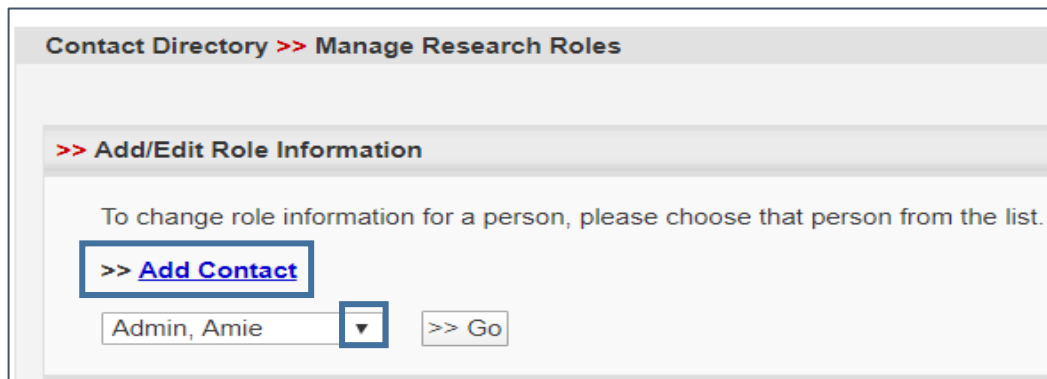 Contact Directory >> Manage Research Roles
>> Add/Edit Role Information
To change role information for a person, please choose that person from the list.
>> Add Contact
Admin, Amie ▼ >> Go